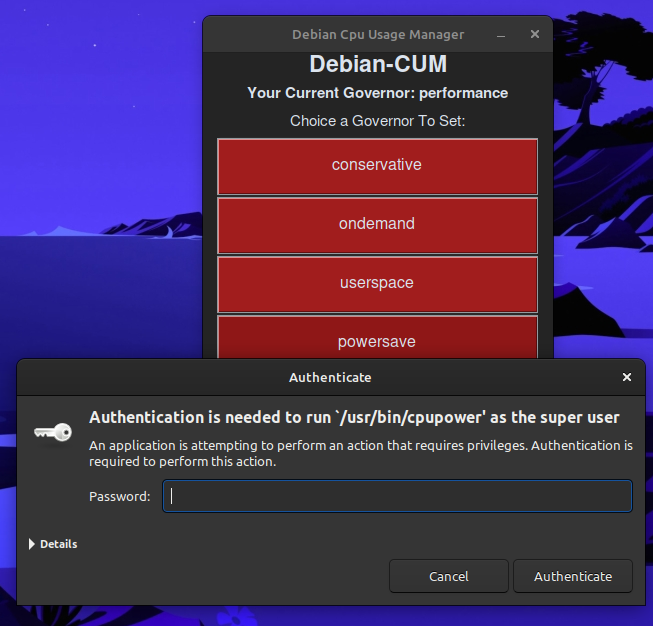 Debian Cpu Usage Manager
Debian-CUM
Your Current Governor: performance
Choice a Governor To Set:
conservative
ondemand
userspace
powersave
Authenticate
Authentication is needed to run `/usr/bin/cpupower' as the super user
An application is attempting to perform an action that requires privileges. Authentication is
required to perform this action.
Password:
Details
Cancel
Authenticate